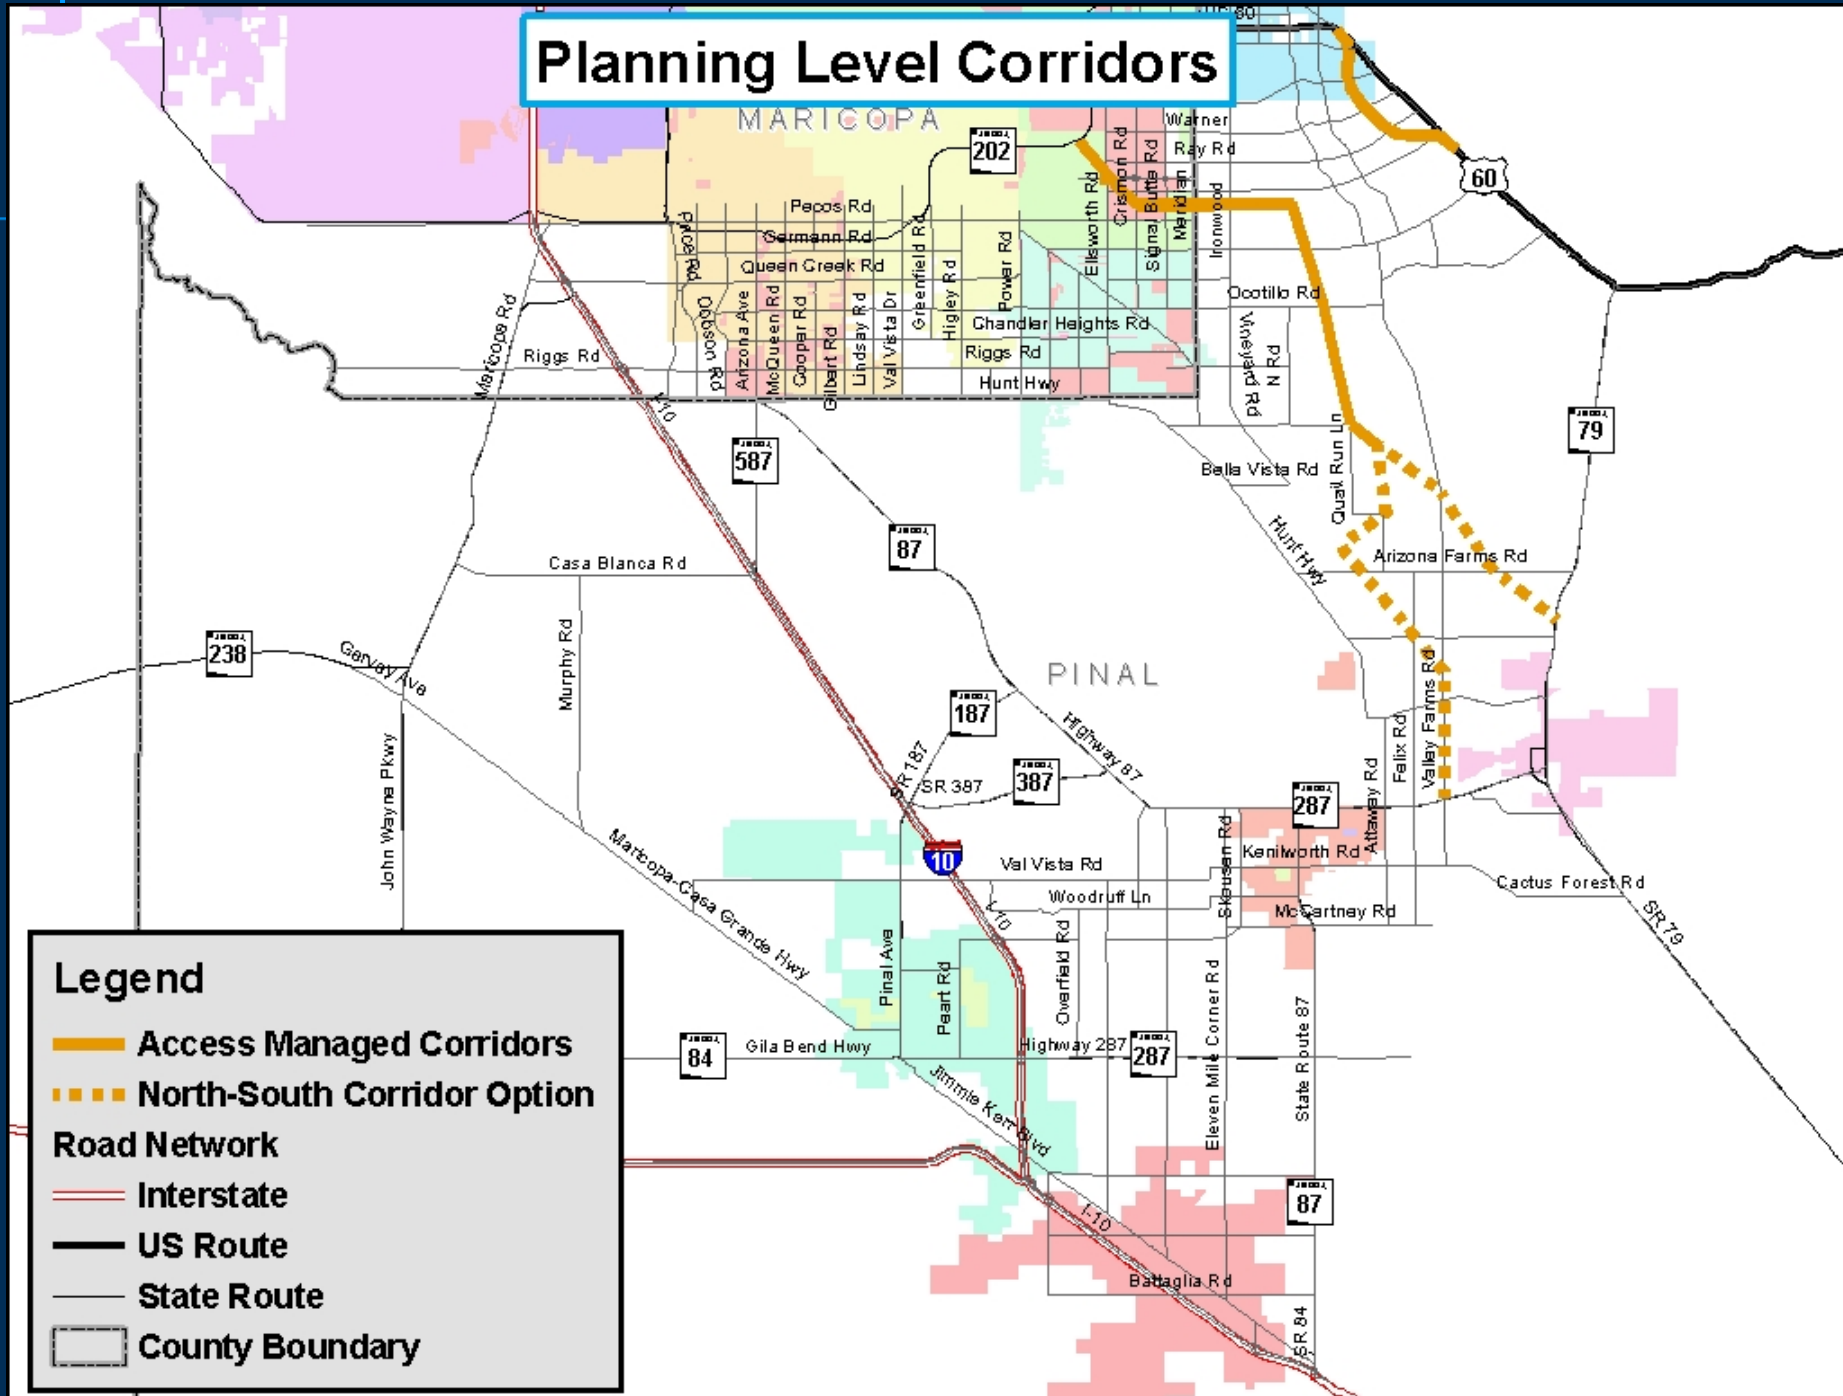 Planning Level Corridors
60
MARICOPA
Warner
202
Ray Rd
60
Ellsworth Rd
Crismon Rd
Signal Butte Rd
Meridian
Ironwood
Pecos Rd
Price Rd
Germann Rd
Greenfield Rd
Power Rd
Queen Creek Rd
Higley Rd
Maricopa Rd
Dobson Rd
Arizona Ave
McQueen Rd
Cooper Rd
Gilbert Rd
Lindsay Rd
Val Vista Dr
Ocotillo Rd
Chandler Heights Rd
Vineyard Rd
N Rd
Riggs Rd
Riggs Rd
Hunt Hwy
I-10
79
587
Quail Run Ln
Bella Vista Rd
87
Hunt Hwy
Casa Blanca Rd
Arizona Farms Rd
238
Garvey Ave
Murphy Rd
PINAL
187
Highway 87
Valley Farms Rd
Felix Rd
John Wayne Pkwy
SR 187
SR 387
387
287
Attaway Rd
Maricopa-Casa Grande Hwy
10
Val Vista Rd
Skousen Rd
Kenilworth Rd
Woodruff Ln
Cactus Forest Rd
I-10
McCartney Rd
SR 79
Pinal Ave
Peart Rd
Overfield Rd
Eleven Mile Corner Rd
State Route 87
84
Gila Bend Hwy
Highway 287
287
Jimmie Kerr Blvd
87
I-10
Battaglia Rd
SR 84
Legend
Access Managed Corridors
North-South Corridor Option
Road Network
Interstate
US Route
State Route
County Boundary